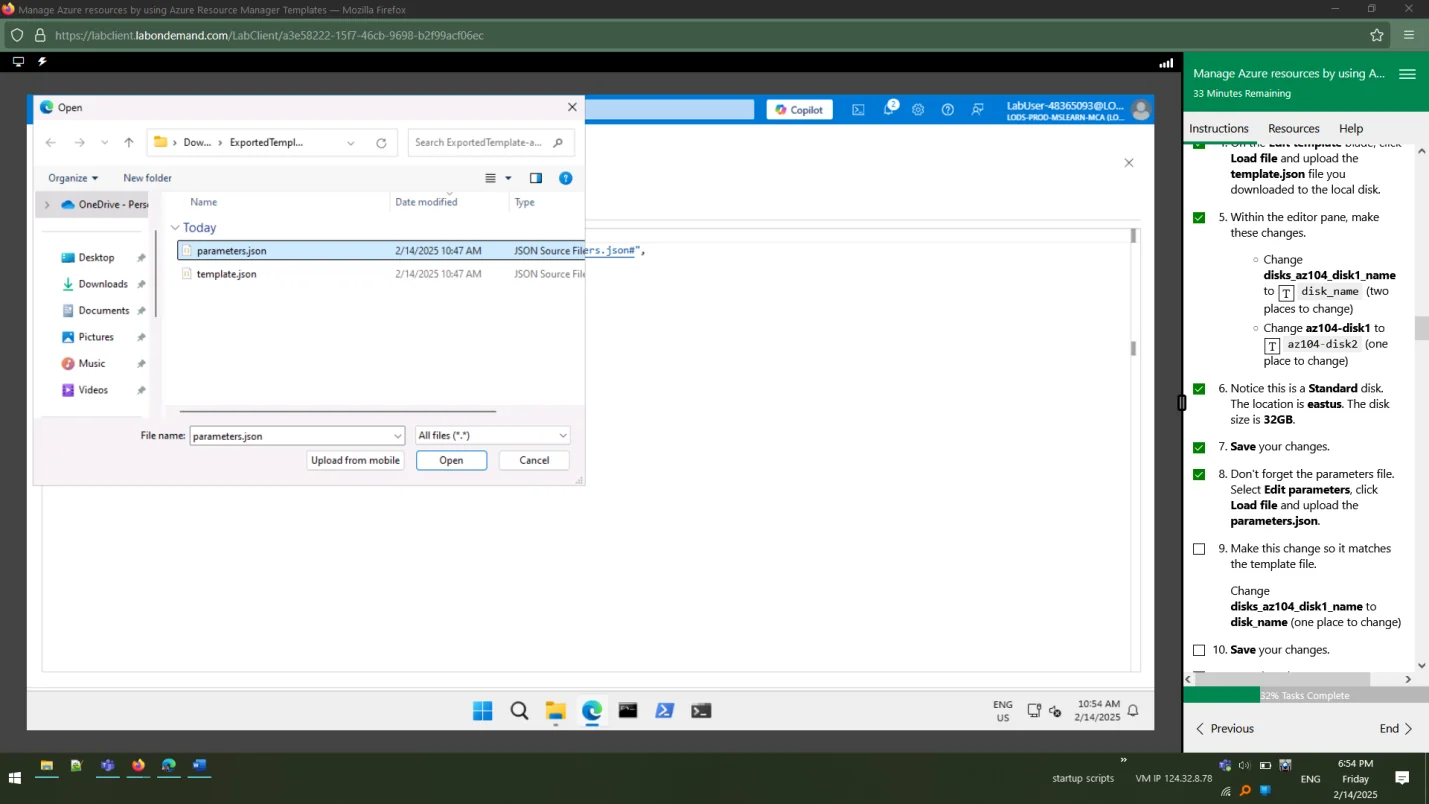 Manage Azure resources by using Azure Resource Manager Templates — Mozilla Firefox
https://labclient.labondemand.com/LabClient/a3e58222-15f7-46cb-9698-b2f99acf06ec
Open
Dow... › ExportedTempl...
Search ExportedTemplate-a...
Organize
New folder
OneDrive - Perso
Desktop
Downloads
Documents
Pictures
Music
Videos
Name
Date modified
Type
Today
parameters.json
2/14/2025 10:47 AM
JSON Source File
template.json
2/14/2025 10:47 AM
JSON Source File
File name:
parameters.json
All files (*.*)
Upload from mobile
Open
Cancel
Copilot
2
LabUser-48365093@LO...
LODS-PROD-MSLEARN-MCA (LO...
ers.json#",
ENG
US
10:54 AM
2/14/2025
Manage Azure resources by using A...
33 Minutes Remaining
Instructions
Resources
Help
4. On the Edit template blade, click
Load file and upload the
template.json file you
downloaded to the local disk.
5. Within the editor pane, make
these changes.
Change
disks_az104_disk1_name
to T disk_name (two
places to change)
Change az104-disk1 to
T az104-disk2 (one
place to change)
6. Notice this is a Standard disk.
The location is eastus. The disk
size is 32GB.
7. Save your changes.
8. Don't forget the parameters file.
Select Edit parameters, click
Load file and upload the
parameters.json.
9. Make this change so it matches
the template file.
Change
disks_az104_disk1_name to
disk_name (one place to change)
10. Save your changes.
32% Tasks Complete
Previous
End
startup scripts
»
VM IP 124.32.8.78
ENG
6:54 PM
Friday
2/14/2025